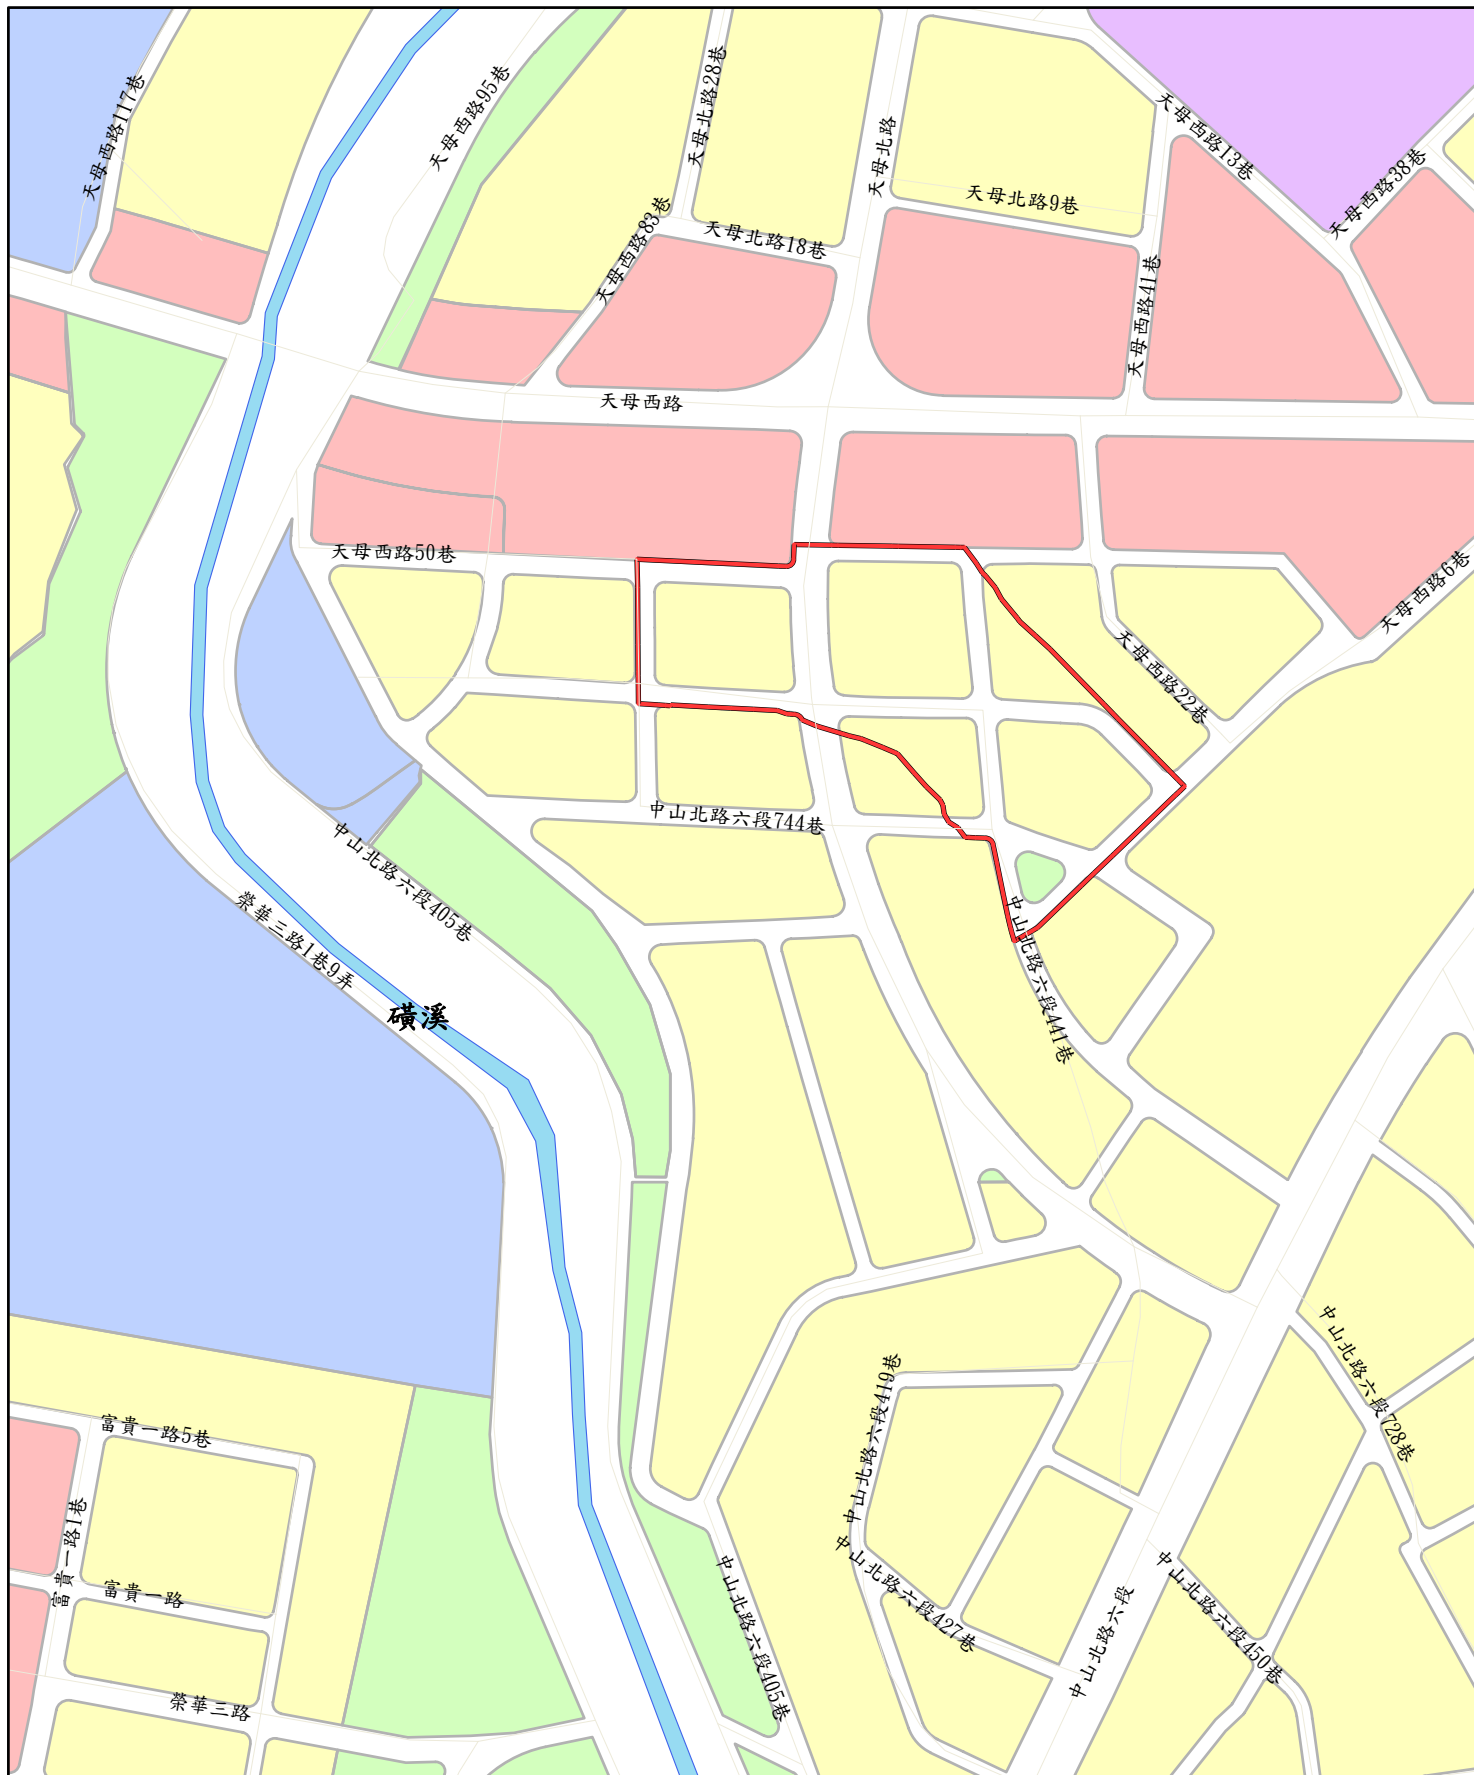 天母西路117巷
天母西路95巷
天母北路28巷
天母北路
天母西路13巷
天母西路38巷
天母北路9巷
天母西路83巷
天母北路18巷
天母西路41巷
天母西路
天母西路50巷
天母西路6巷
天母西路22巷
中山北路六段744巷
中山北路六段405巷
榮華三路1巷9弄
磺溪
中山北路六段441巷
中山北路六段728巷
中山北路六段419巷
富貴一路5巷
富貴一路1巷
富貴一路
中山北路六段427巷
中山北路六段
中山北路六段450巷
中山北路六段405巷
榮華三路